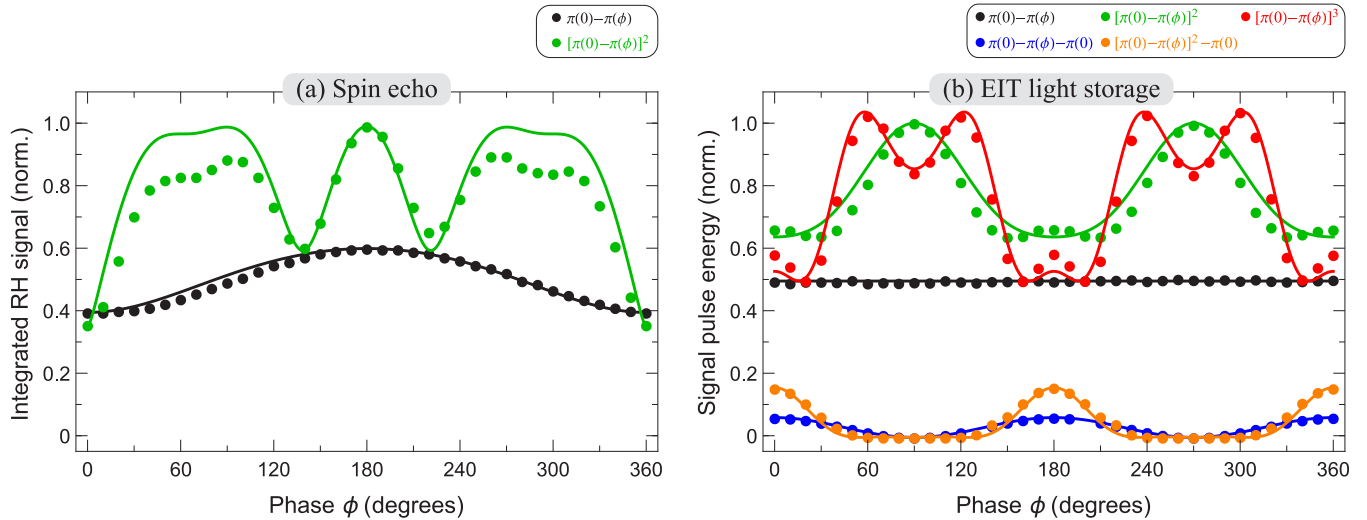 π(0)−π(ϕ)
[π(0)−π(ϕ)]²
π(0)−π(ϕ) [π(0)−π(ϕ)]² [π(0)−π(ϕ)]³
π(0)−π(ϕ)−π(0) [π(0)−π(ϕ)]²−π(0)
(a) Spin echo
Integrated RH signal (norm.)
1.0
0.8
0.6
0.4
0.2
0
0 60 120 180 240 300 360
Phase ϕ (degrees)
(b) EIT light storage
Signal pulse energy (norm.)
1.0
0.8
0.6
0.4
0.2
0
0 60 120 180 240 300 360
Phase ϕ (degrees)